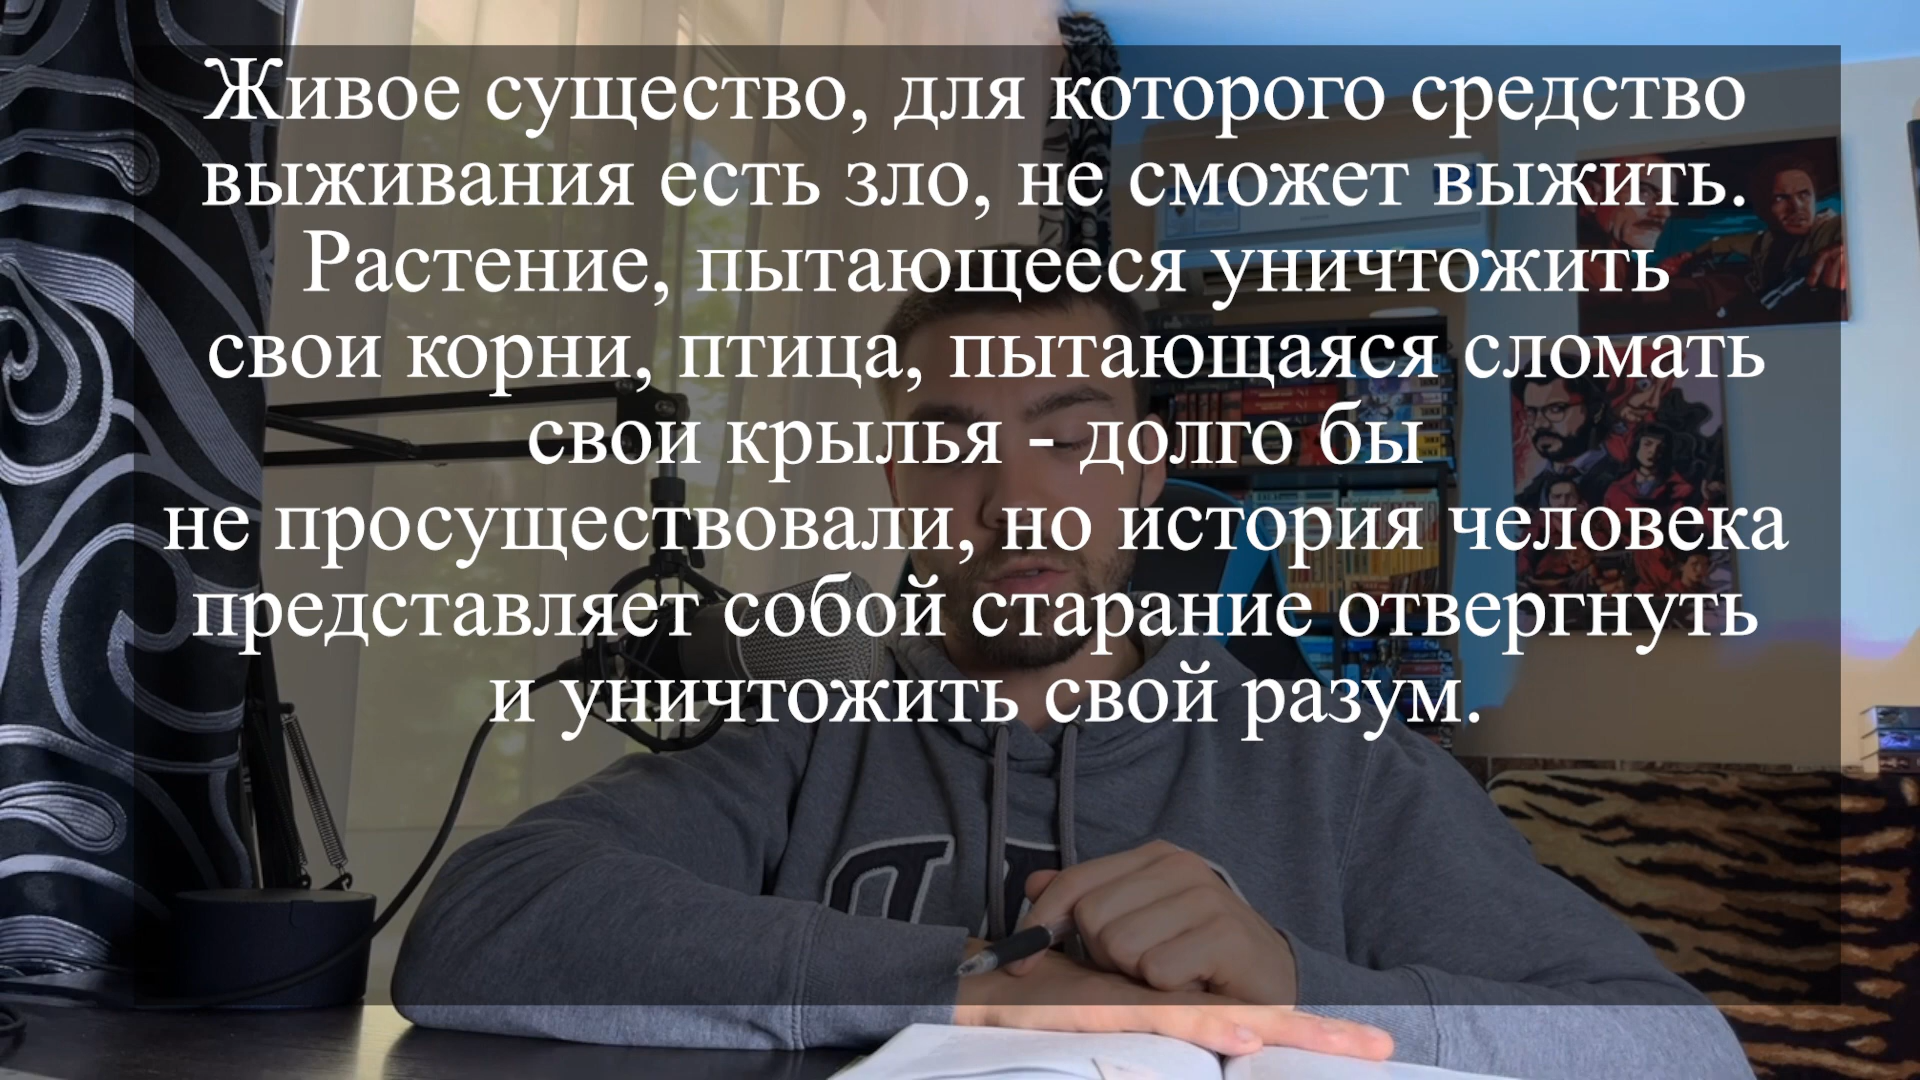 Живое существо, для которого средство
выживания есть зло, не сможет выжить.
Растение, пытающееся уничтожить
свои корни, птица, пытающаяся сломать
свои крылья - долго бы
не просуществовали, но история человека
представляет собой старание отвергнуть
и уничтожить свой разум.